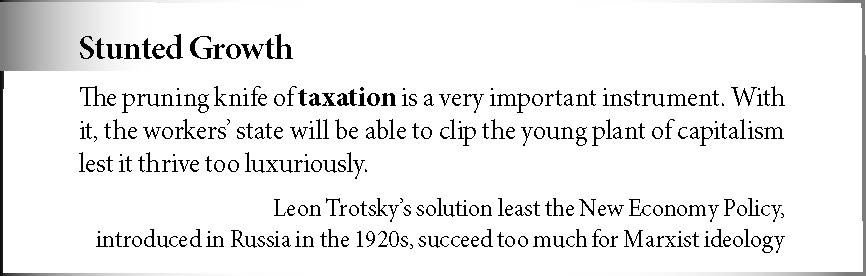 Stunted Growth
The pruning knife of taxation is a very important instrument. With
it, the workers’ state will be able to clip the young plant of capitalism
lest it thrive too luxuriously.
Leon Trotsky’s solution least the New Economy Policy,
introduced in Russia in the 1920s, succeed too much for Marxist ideology